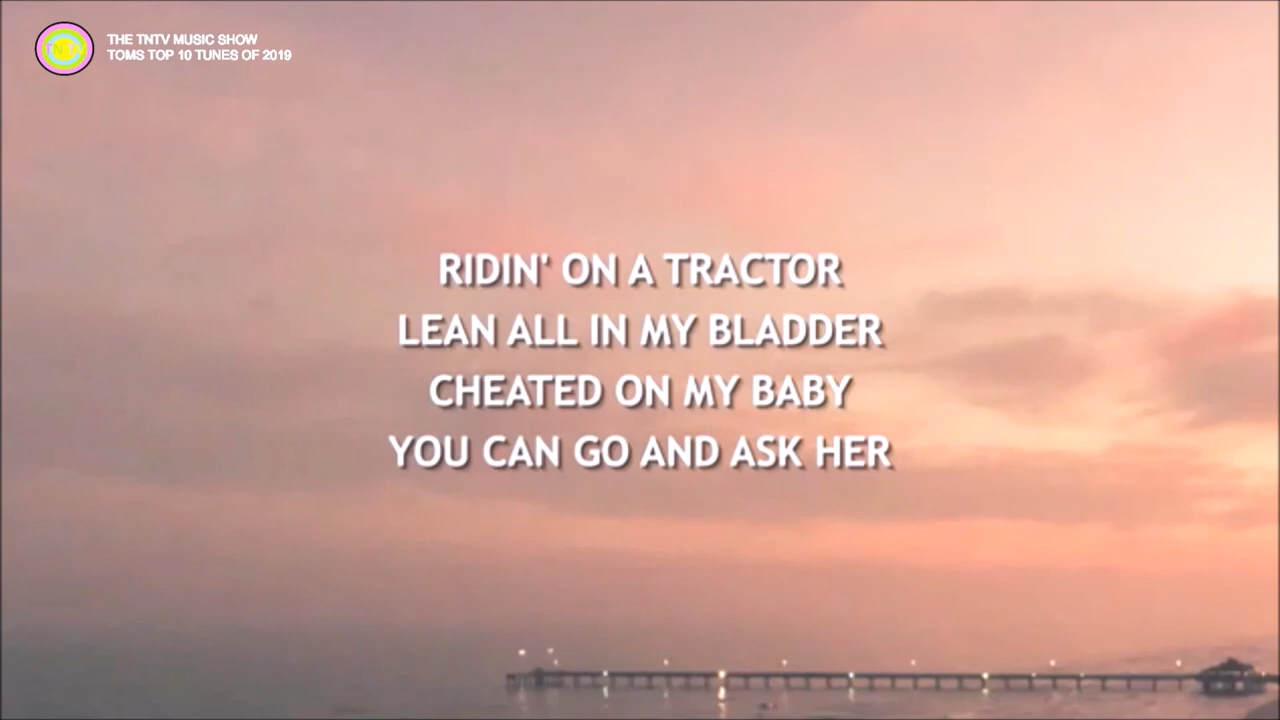 TNTV
THE TNTV MUSIC SHOW
TOMS TOP 10 TUNES OF 2019
RIDIN' ON A TRACTOR
LEAN ALL IN MY BLADDER
CHEATED ON MY BABY
YOU CAN GO AND ASK HER